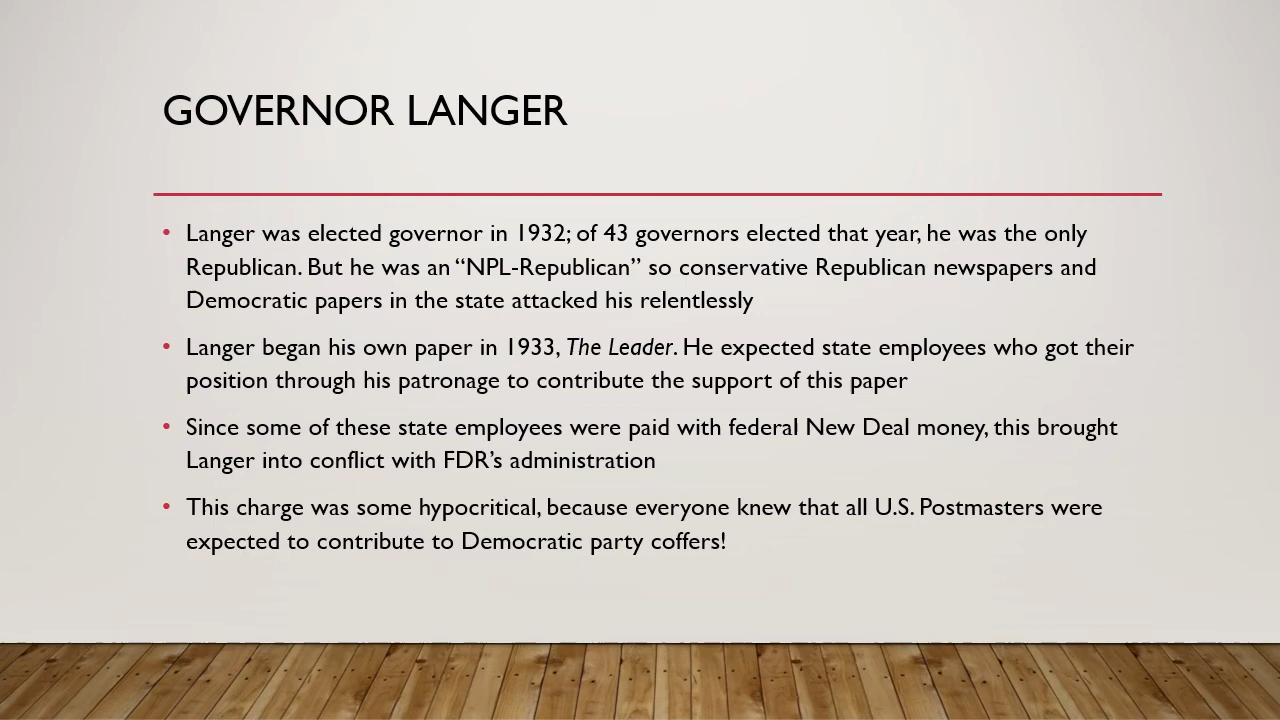 GOVERNOR LANGER
• Langer was elected governor in 1932; of 43 governors elected that year, he was the only
Republican. But he was an “NPL-Republican” so conservative Republican newspapers and
Democratic papers in the state attacked his relentlessly
• Langer began his own paper in 1933, The Leader. He expected state employees who got their
position through his patronage to contribute the support of this paper
• Since some of these state employees were paid with federal New Deal money, this brought
Langer into conflict with FDR’s administration
• This charge was some hypocritical, because everyone knew that all U.S. Postmasters were
expected to contribute to Democratic party coffers!